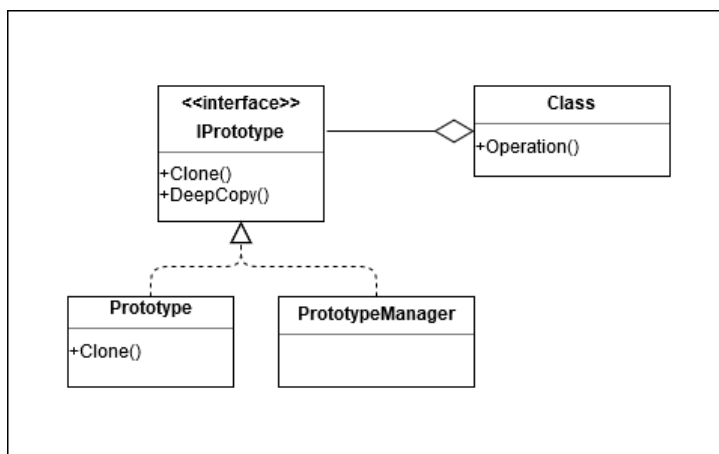 <<interface>>
IPrototype
+Clone()
+DeepCopy()
Class
+Operation()
Prototype
+Clone()
PrototypeManager